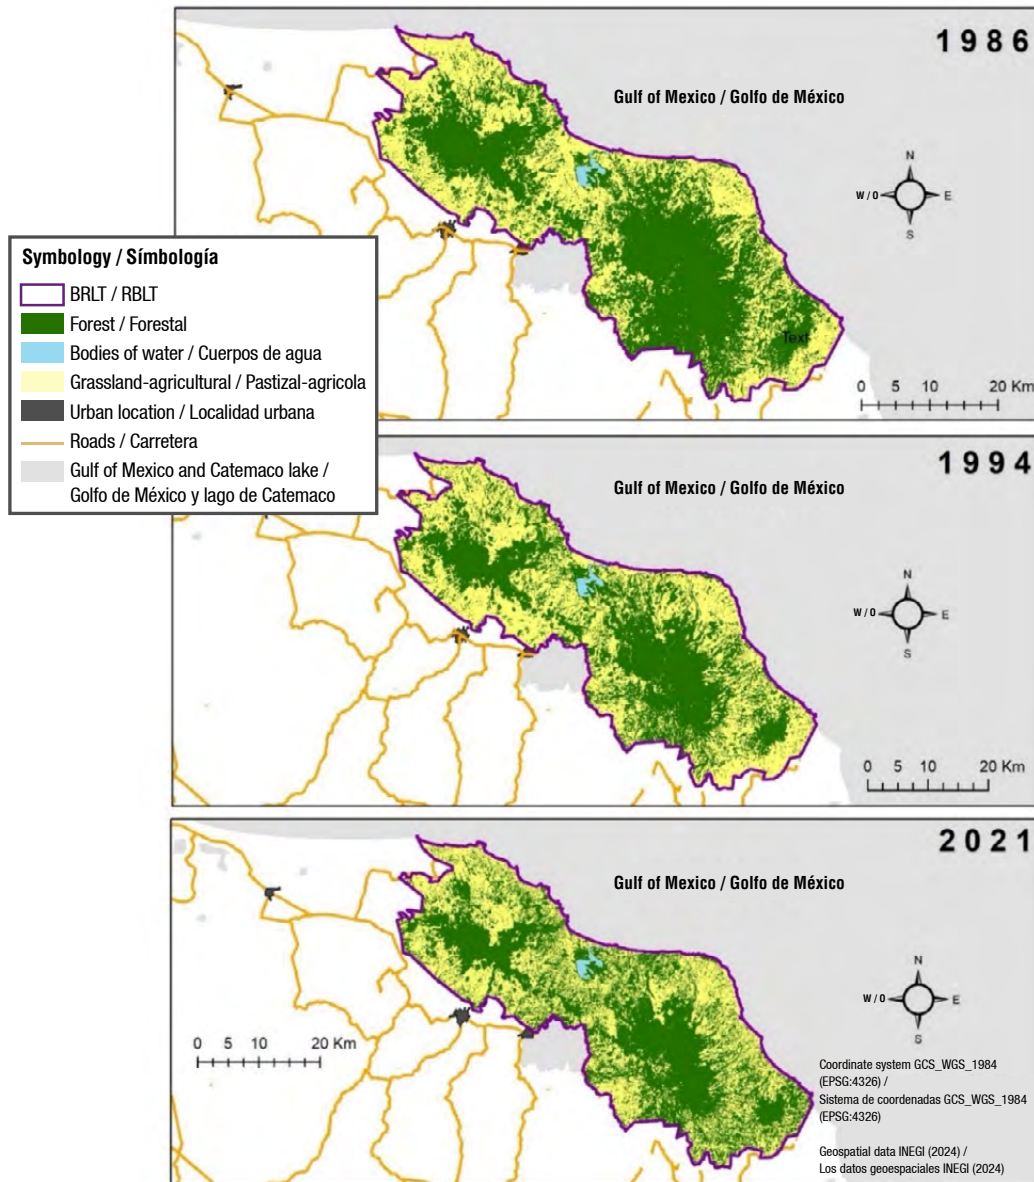 1986
Gulf of Mexico / Golfo de México
N
W / O
E
S
Text
0 5 10 20 Km
Symbology / Símbología
BRLT / RBLT
Forest / Forestal
Bodies of water / Cuerpos de agua
Grassland-agricultural / Pastizal-agricola
Urban location / Localidad urbana
Roads / Carretera
Gulf of Mexico and Catemaco lake /
Golfo de México y lago de Catemaco
1994
Gulf of Mexico / Golfo de México
N
W / O
E
S
0 5 10 20 Km
2021
Gulf of Mexico / Golfo de México
N
W / O
E
S
0 5 10 20 Km
Coordinate system GCS_WGS_1984
(EPSG:4326) /
Sistema de coordenadas GCS_WGS_1984
(EPSG:4326)
Geospatial data INEGI (2024) /
Los datos geoespaciales INEGI (2024)